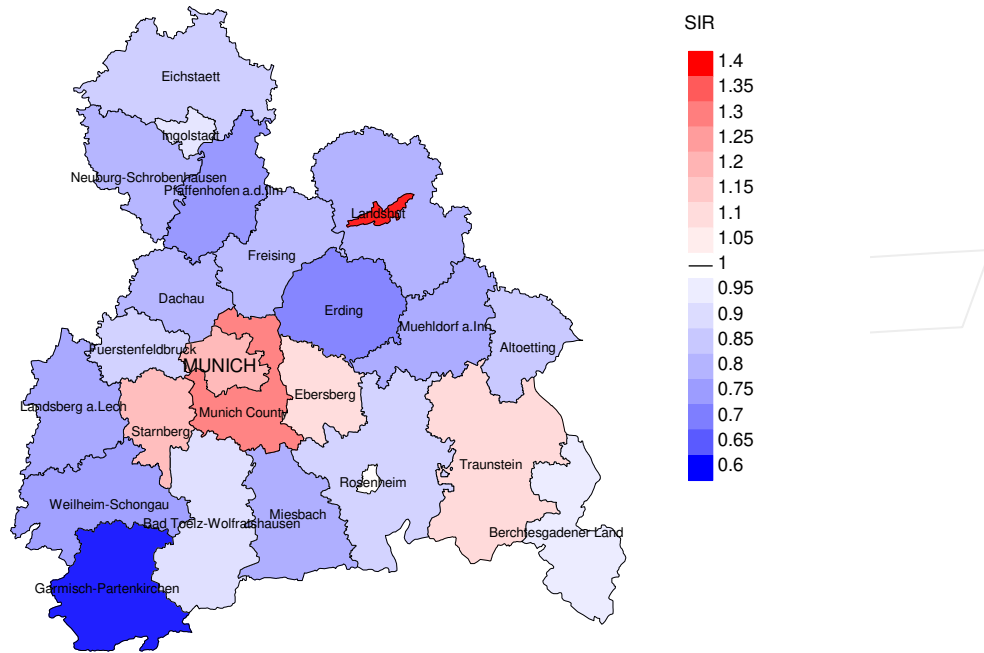 SIR
1.4
1.35
1.3
1.25
1.2
1.15
1.1
1.05
1
0.95
0.9
0.85
0.8
0.75
0.7
0.65
0.6
Eichstaett
Ingolstadt
Neuburg-Schrobenhausen
Pfaffenhofen a.d.Ilm
Landshut
Freising
Dachau
Erding
Muehldorf a.Inn
Altoetting
Fuerstenfeldbruck
MUNICH
Ebersberg
Landsberg a.Lech
Munich County
Starnberg
Traunstein
Rosenheim
Weilheim-Schongau
Miesbach
Bad Toelz-Wolfratshausen
Berchtesgadener Land
Garmisch-Partenkirchen